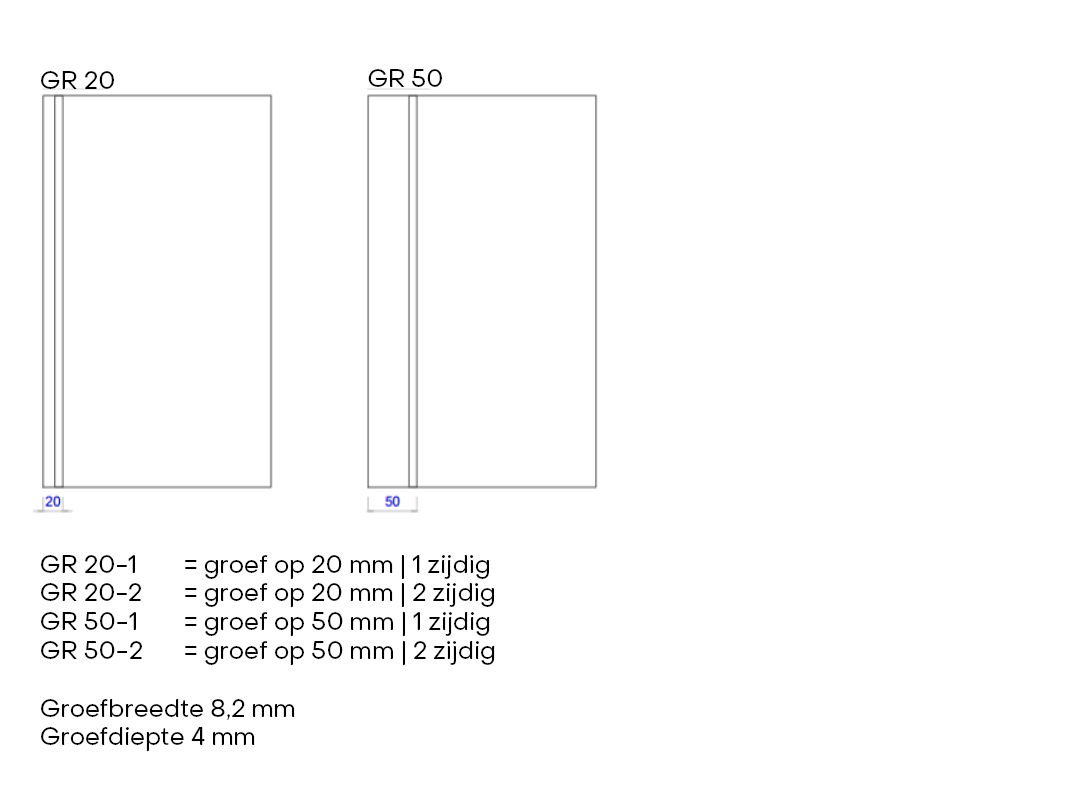 GR 20
GR 50
20
50
GR 20-1 = groef op 20 mm | 1 zijdig
GR 20-2 = groef op 20 mm | 2 zijdig
GR 50-1 = groef op 50 mm | 1 zijdig
GR 50-2 = groef op 50 mm | 2 zijdig
Groefbreedte 8,2 mm
Groefdiepte 4 mm